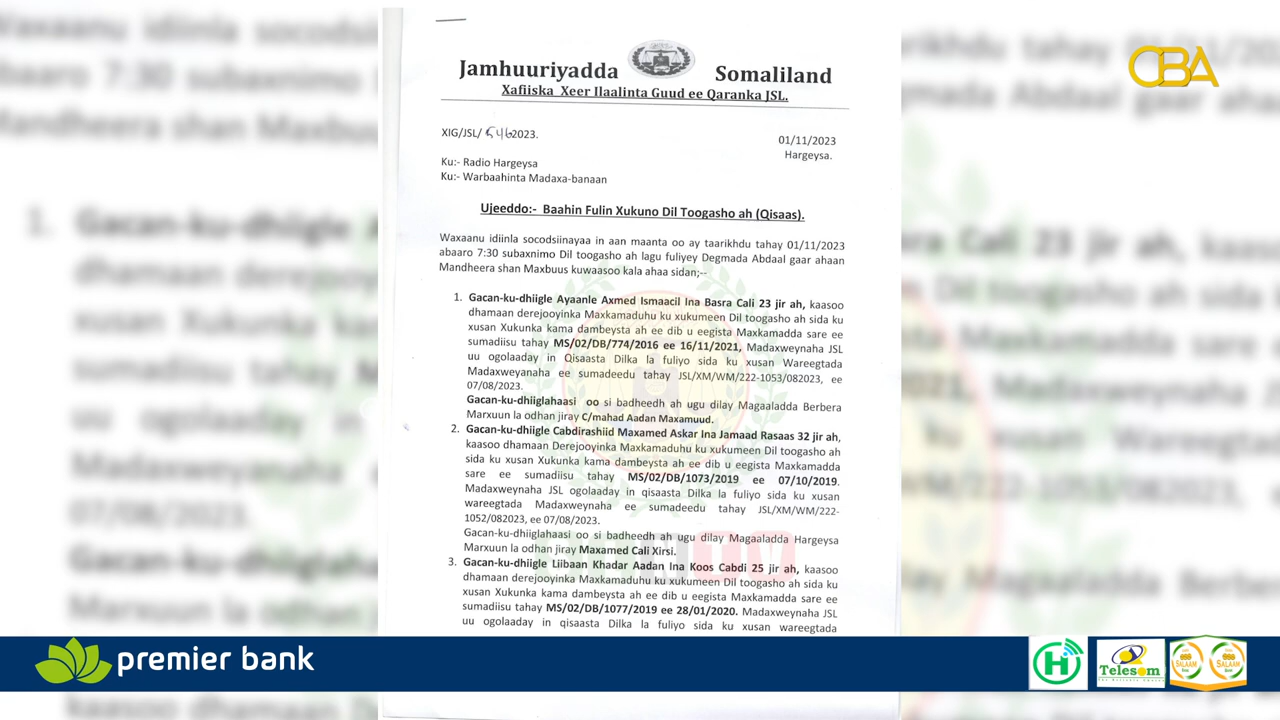 Jamhuuriyadda Somaliland
Xafiiska Xeer Ilaalinta Guud ee Qaranka JSL.
XIG/JSL/ 546 2023.
01/11/2023
Hargeysa.
Ku:- Radio Hargeysa
Ku:- Warbaahinta Madaxa-banaan
Ujeeddo:- Baahin Fulin Xukuno Dil Toogasho ah (Qisaas).
Waxaanu idiinla socodsiinayaa in aan maanta oo ay taarikhdu tahay 01/11/2023
abaaro 7:30 subaxnimo Dil toogasho ah lagu fuliyey Degmada Abdaal gaar ahaan
Mandheera shan Maxbuus kuwaasoo kala ahaa sidan;--
1. Gacan-ku-dhiigle Ayaanle Axmed Ismaacil Ina Basra Cali 23 jir ah, kaasoo
dhamaan derejooyinka Maxkamaduhu ku xukumeen Dil toogasho ah sida ku
xusan Xukunka kama dambeysta ah ee dib u eegista Maxkamadda sare ee
sumadiisu tahay MS/02/DB/774/2016 ee 16/11/2021, Madaxweynaha JSL
uu ogolaaday in Qisaasta Dilka la fuliyo sida ku xusan Wareegtada
Madaxweyanaha ee sumadeedu tahay JSL/XM/WM/222-1053/082023, ee
07/08/2023.
Gacan-ku-dhiiglahaasi oo si badheedh ah ugu dilay Magaaladda Berbera
Marxuun la odhan jiray C/mahad Aadan Maxamuud.
2. Gacan-ku-dhiigle Cabdirashiid Maxamed Askar Ina Jamaad Rasaas 32 jir ah,
kaasoo dhamaan Derejooyinka Maxkamaduhu ku xukumeen Dil toogasho ah
sida ku xusan Xukunka kama dambeysta ah ee dib u eegista Maxkamadda
sare ee sumadiisu tahay MS/02/DB/1073/2019 ee 07/10/2019.
Madaxweynaha JSL ogolaaday in qisaasta Dilka la fuliyo sida ku xusan
wareegtada Madaxweynaha ee sumadeedu tahay JSL/XM/WM/222-
1052/082023, ee 07/08/2023.
Gacan-ku-dhiiglahaasi oo si badheedh ah ugu dilay Magaaladda Hargeysa
Marxuun la odhan jiray Maxamed Cali Xirsi.
3. Gacan-ku-dhiigle Liibaan Khadar Aadan Ina Koos Cabdi 25 jir ah, kaasoo
dhamaan derejooyinka Maxkamaduhu ku xukumeen Dil toogasho ah sida ku
xusan Xukunka kama dambeysta ah ee dib u eegista Maxkamadda sare ee
sumadiisu tahay MS/02/DB/1077/2019 ee 28/01/2020. Madaxweynaha JSL
uu ogolaaday in qisaasta Dilka la fuliyo sida ku xusan wareegtada
CBA
premier bank
Telesom
SALAAM
SALAAM